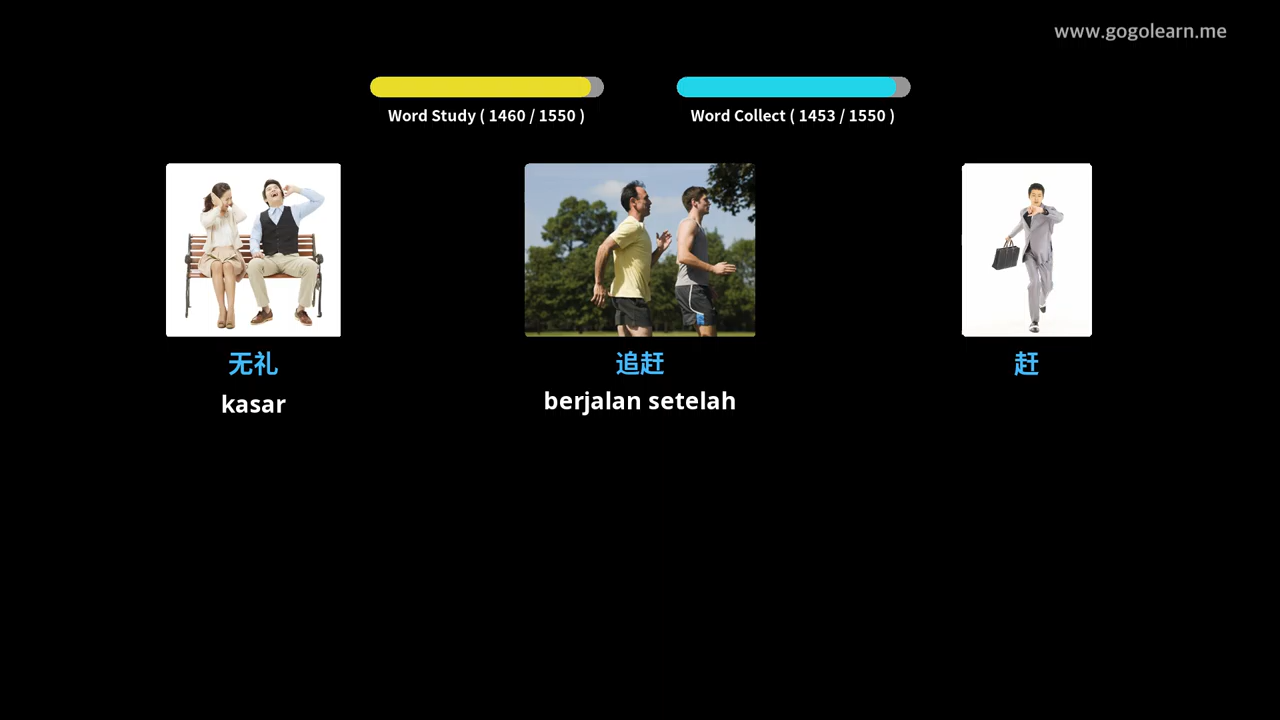 www.gogolearn.me
Word Study ( 1460 / 1550 )
Word Collect ( 1453 / 1550 )
无礼
追赶
赶
kasar
berjalan setelah